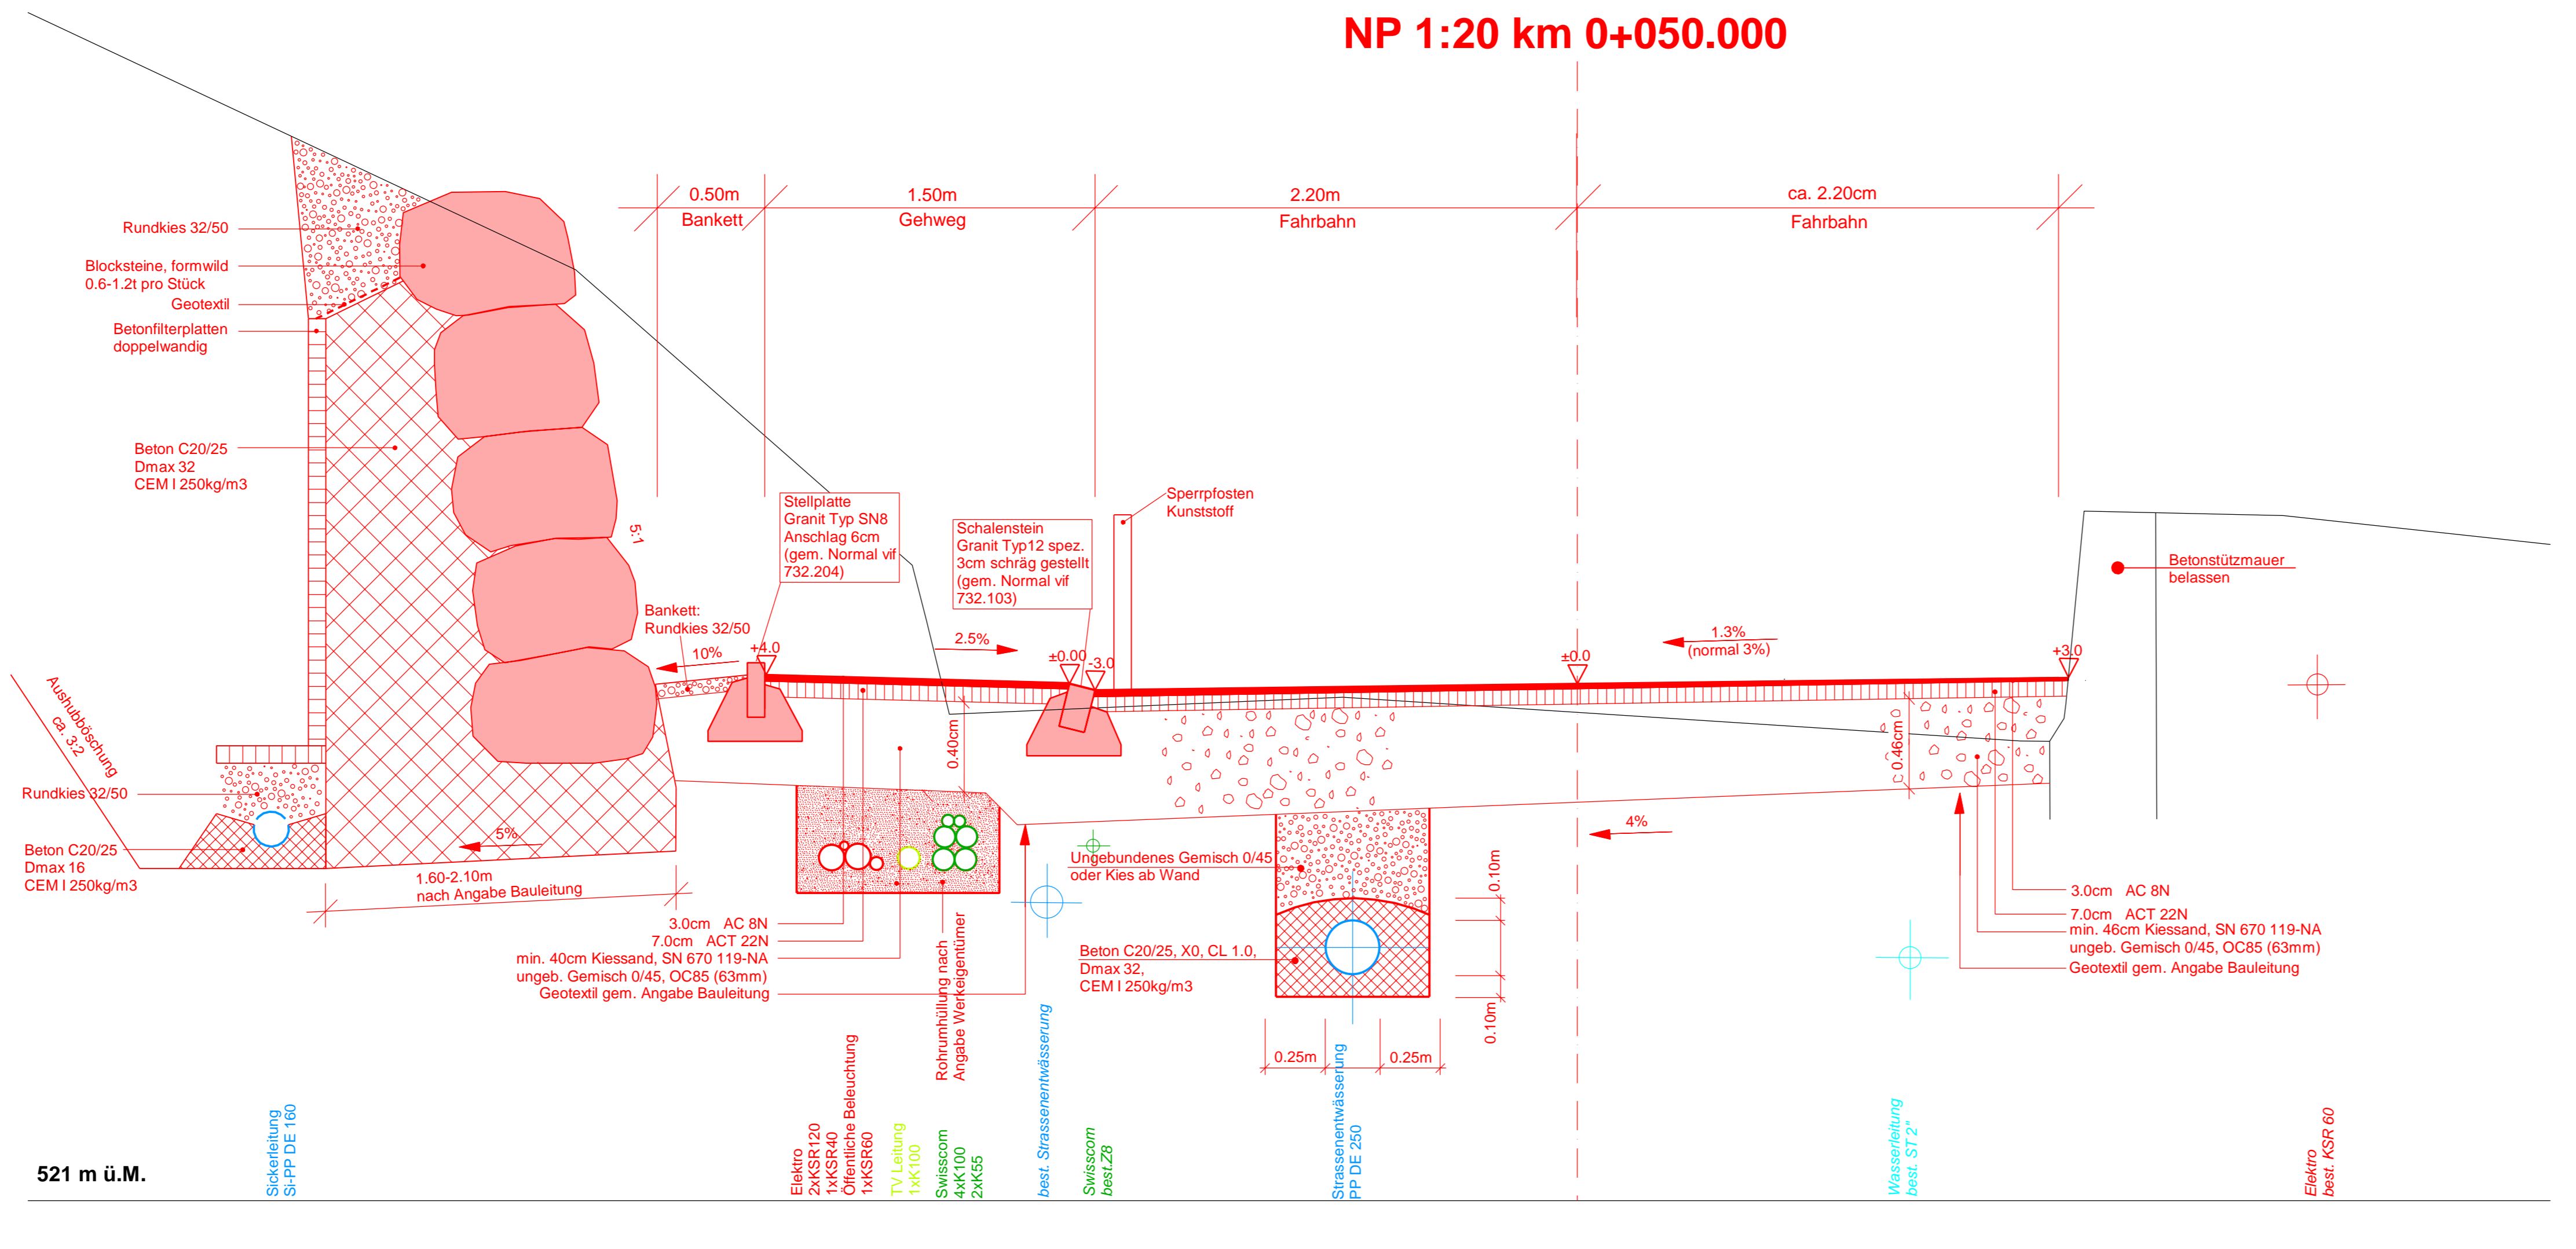 NP 1:20 km 0+050.000
0.50m
Bankett
1.50m
Gehweg
2.20m
Fahrbahn
ca. 2.20cm
Fahrbahn
Rundkies 32/50
Blocksteine, formwild
0.6-1.2t pro Stück
Geotextil
Betonfilterplatten
doppelwandig
Beton C20/25
Dmax 32
CEM I 250kg/m3
5:1
Stellplatte
Granit Typ SN8
Anschlag 6cm
(gem. Normal vif
732.204)
Schalenstein
Granit Typ12 spez.
3cm schräg gestellt
(gem. Normal vif
732.103)
Sperrpfosten
Kunststoff
Betonstützmauer
belassen
Bankett:
Rundkies 32/50
10%
+4.0
2.5%
±0.00
-3.0
±0.0
1.3%
(normal 3%)
+3.0
Aushubböschung
ca. 3:2
0.40cm
0.46cm
Rundkies 32/50
Beton C20/25
Dmax 16
CEM I 250kg/m3
5%
1.60-2.10m
nach Angabe Bauleitung
4%
Ungebundenes Gemisch 0/45
oder Kies ab Wand
0.10m
Beton C20/25, X0, CL 1.0,
Dmax 32,
CEM I 250kg/m3
0.10m
0.25m
0.25m
3.0cm AC 8N
7.0cm ACT 22N
min. 40cm Kiessand, SN 670 119-NA
ungeb. Gemisch 0/45, OC85 (63mm)
Geotextil gem. Angabe Bauleitung
3.0cm AC 8N
7.0cm ACT 22N
min. 46cm Kiessand, SN 670 119-NA
ungeb. Gemisch 0/45, OC85 (63mm)
Geotextil gem. Angabe Bauleitung
Rohrumhüllung nach
Angabe Werkeigentümer
Sickerleitung
Si-PP DE 160
Elektro
2xKSR120
1xKSR40
Öffentliche Beleuchtung
1xKSR60
TV Leitung
1xK100
Swisscom
4xK100
2xK55
best. Strassenentwässerung
Swisscom
best.Z8
Strassenentwässerung
PP DE 250
Wasserleitung
best. ST 2"
Elektro
best. KSR 60
521 m ü.M.